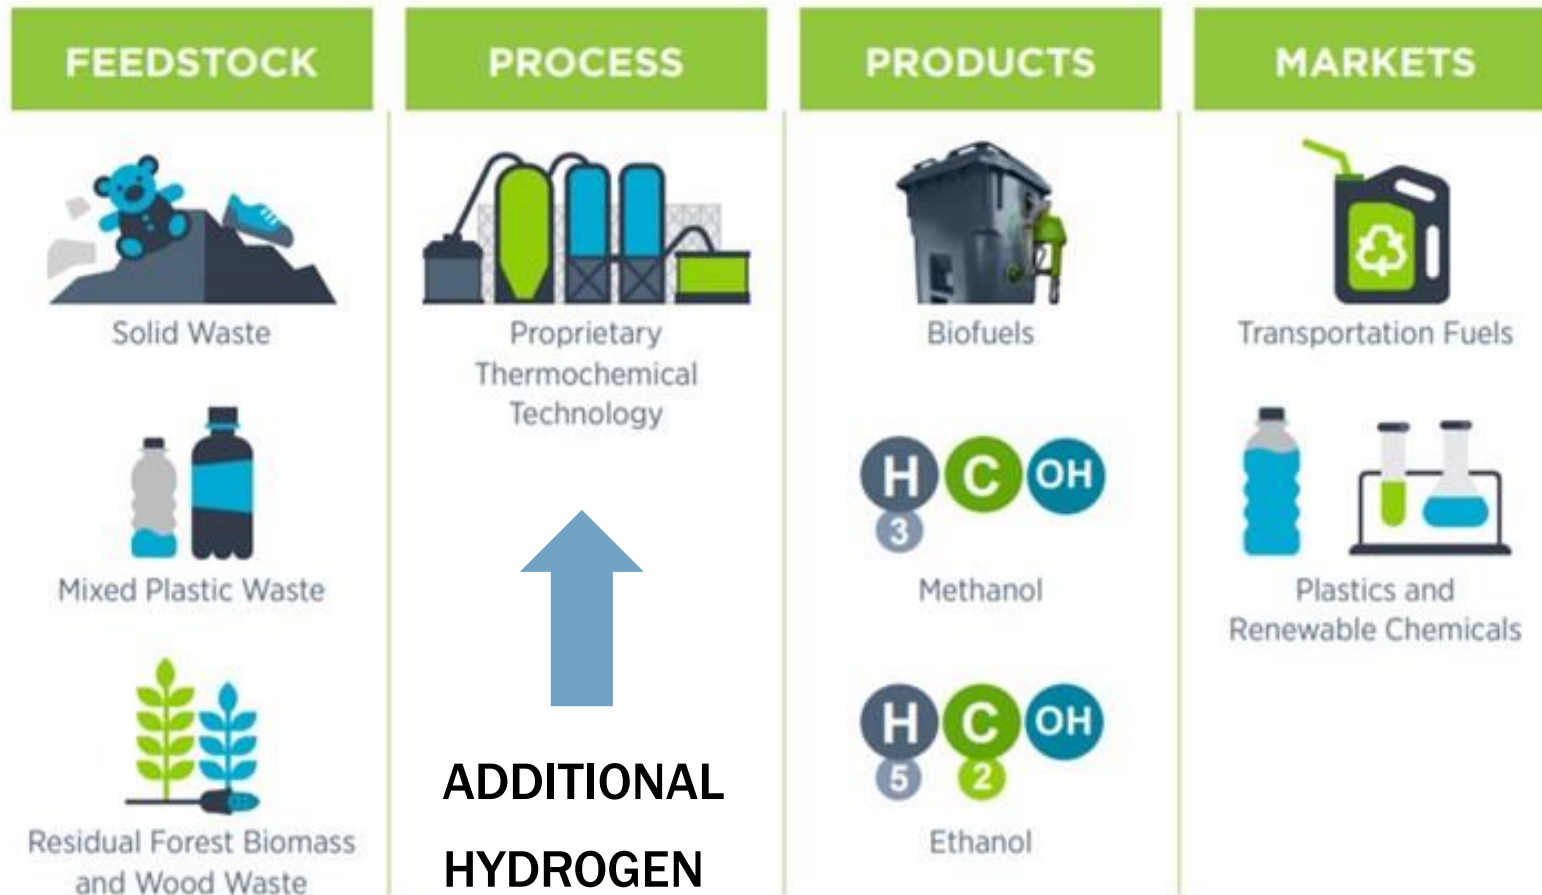 FEEDSTOCK
Solid Waste
Mixed Plastic Waste
Residual Forest Biomass
and Wood Waste
PROCESS
Proprietary
Thermochemical
Technology
ADDITIONAL
HYDROGEN
PRODUCTS
Biofuels
H C OH
3
Methanol
H C OH
5 2
Ethanol
MARKETS
Transportation Fuels
Plastics and
Renewable Chemicals